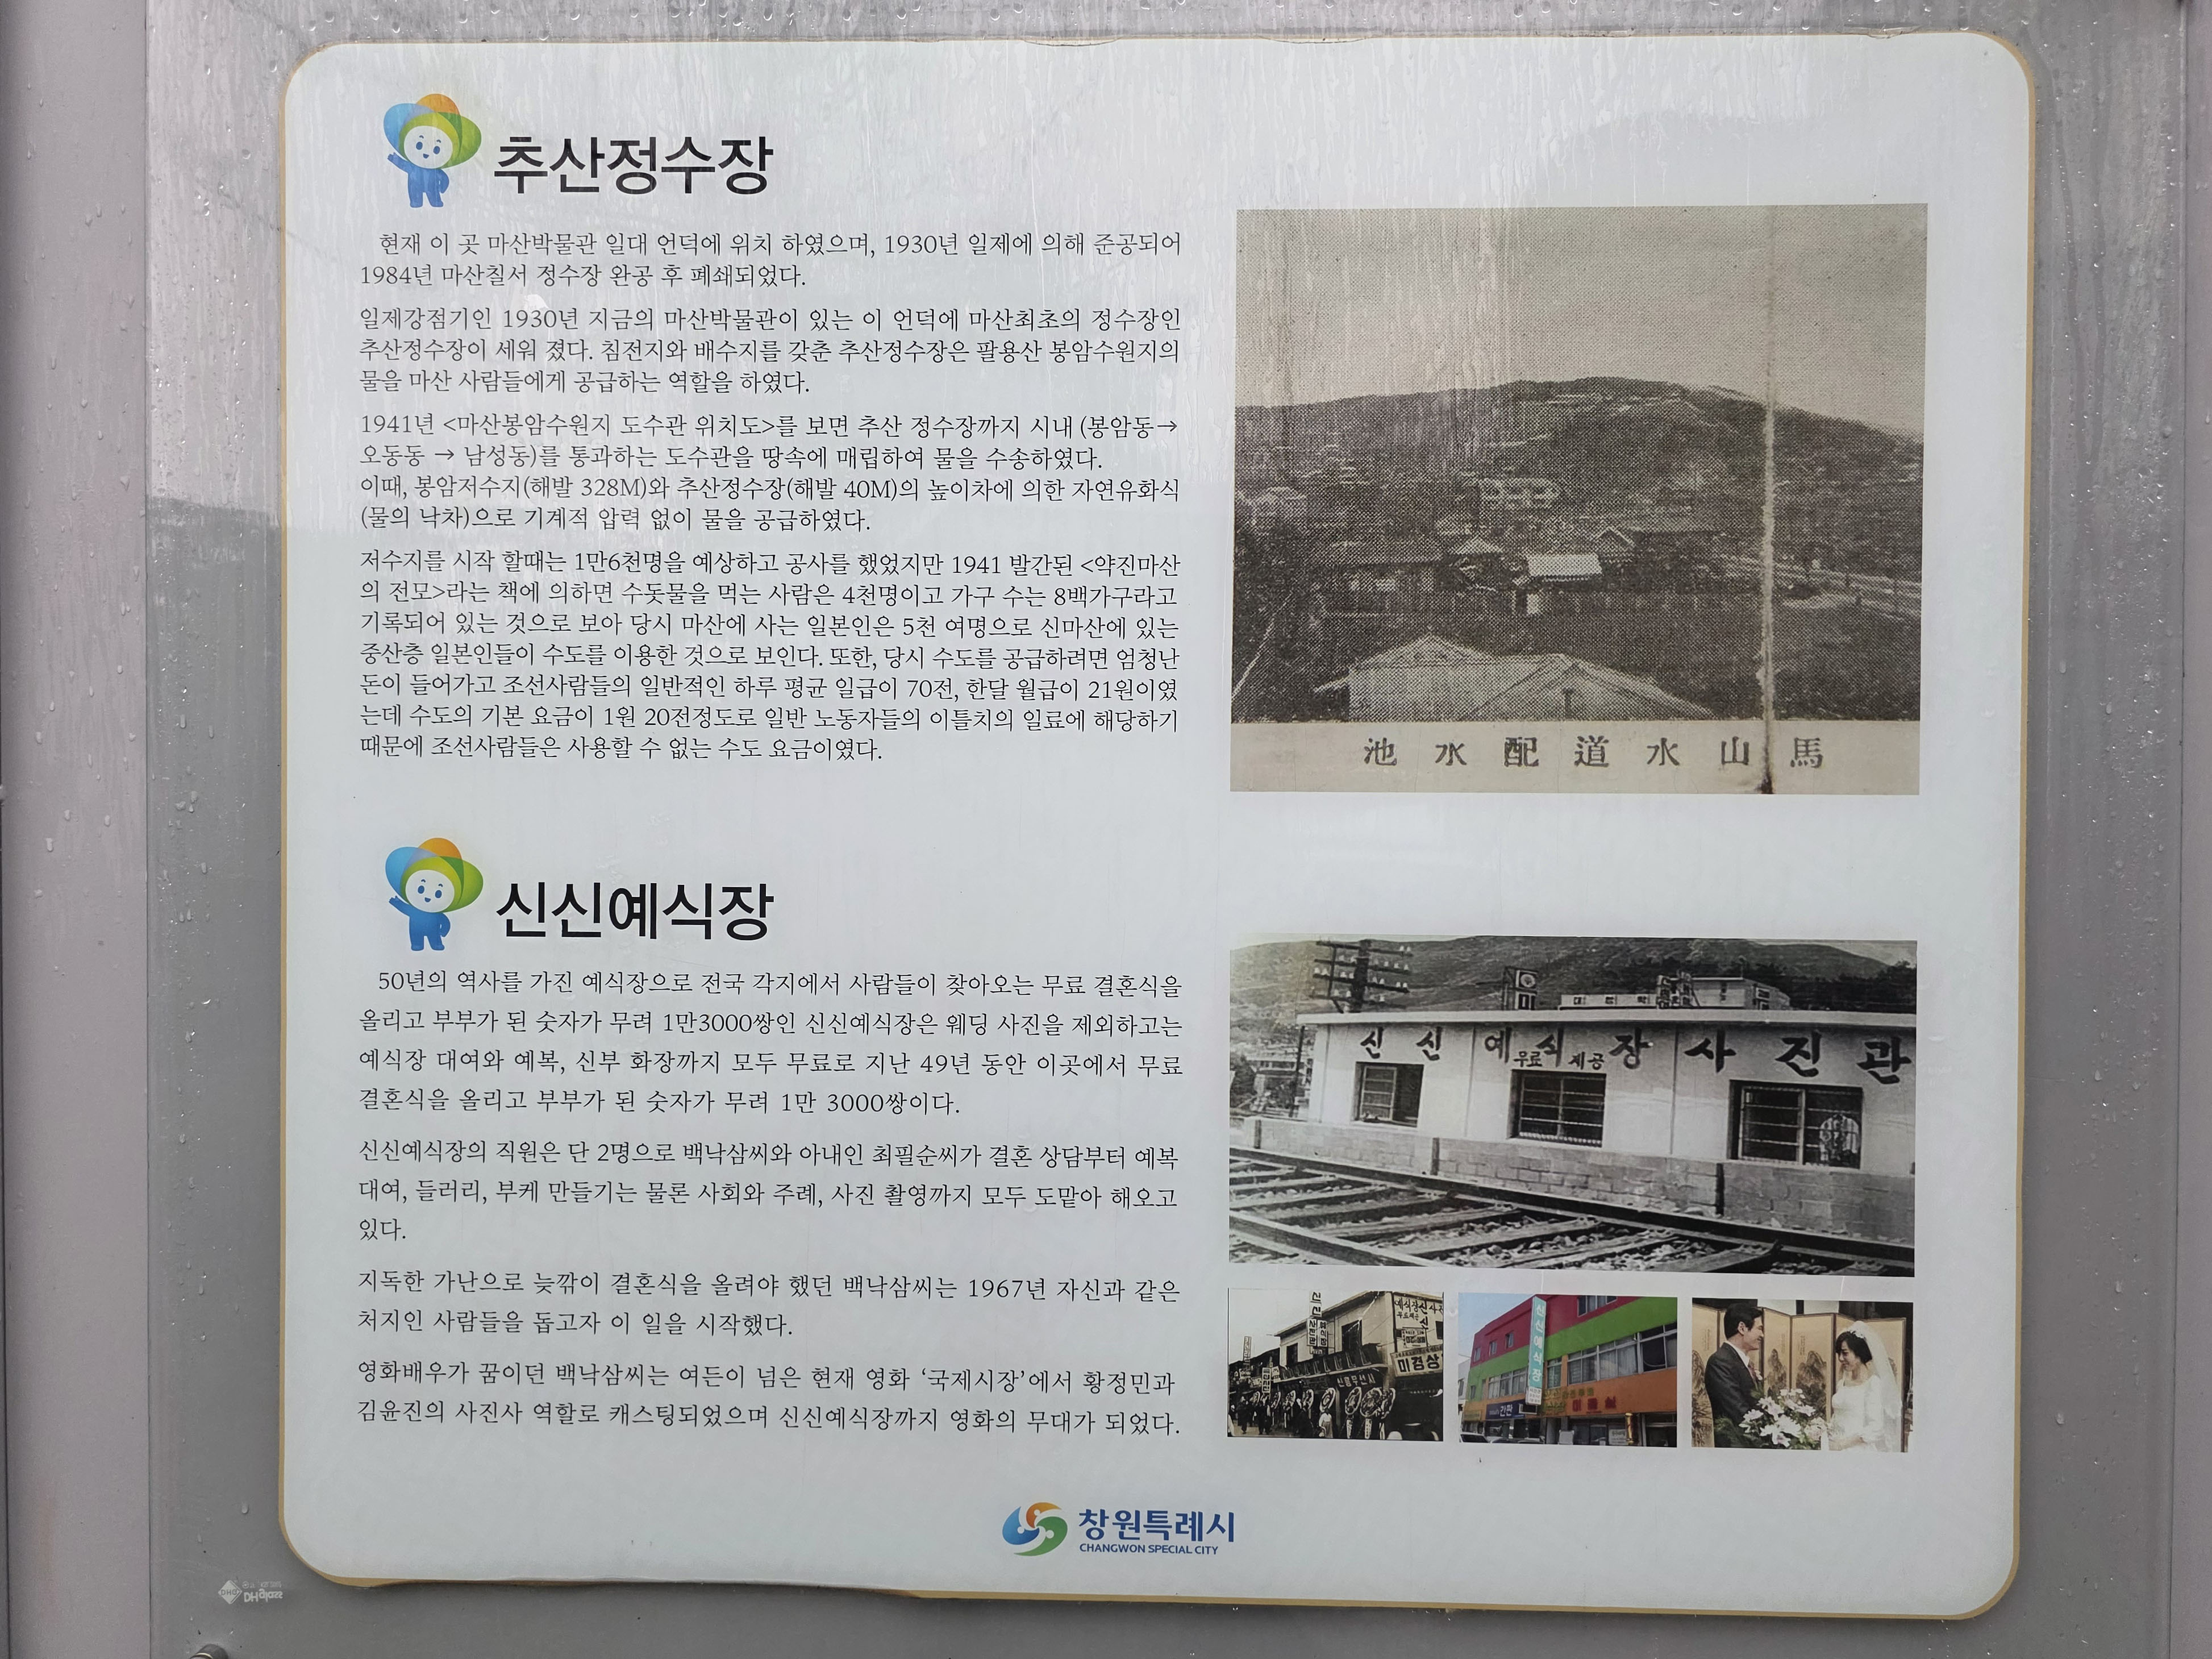 추산정수장
현재 이 곳 마산박물관 일대 언덕에 위치 하였으며, 1930년 일제에 의해 준공되어
1984년 마산칠서 정수장 완공 후 폐쇄되었다.
일제강점기인 1930년 지금의 마산박물관이 있는 이 언덕에 마산최초의 정수장인
추산정수장이 세워 졌다. 침전지와 배수지를 갖춘 추산정수장은 팔용산 봉암수원지의
물을 마산 사람들에게 공급하는 역할을 하였다.
1941년 <마산봉암수원지 도수관 위치도>를 보면 추산 정수장까지 시내 (봉암동→
오동동 → 남성동)를 통과하는 도수관을 땅속에 매립하여 물을 수송하였다.
이때, 봉암저수지(해발 328M)와 추산정수장(해발 40M)의 높이차에 의한 자연유화식
(물의 낙차)으로 기계적 압력 없이 물을 공급하였다.
저수지를 시작 할때는 1만6천명을 예상하고 공사를 했었지만 1941 발간된 <약진마산
의 전모>라는 책에 의하면 수돗물을 먹는 사람은 4천명이고 가구 수는 8백가구라고
기록되어 있는 것으로 보아 당시 마산에 사는 일본인은 5천 여명으로 신마산에 있는
중산층 일본인들이 수도를 이용한 것으로 보인다. 또한, 당시 수도를 공급하려면 엄청난
돈이 들어가고 조선사람들의 일반적인 하루 평균 일급이 70전, 한달 월급이 21원이였
는데 수도의 기본 요금이 1원 20전정도로 일반 노동자들의 이틀치의 일료에 해당하기
때문에 조선사람들은 사용할 수 없는 수도 요금이였다.
池水配道水山馬
신신예식장
50년의 역사를 가진 예식장으로 전국 각지에서 사람들이 찾아오는 무료 결혼식을
올리고 부부가 된 숫자가 무려 1만3000쌍인 신신예식장은 웨딩 사진을 제외하고는
예식장 대여와 예복, 신부 화장까지 모두 무료로 지난 49년 동안 이곳에서 무료
결혼식을 올리고 부부가 된 숫자가 무려 1만 3000쌍이다.
신신예식장의 직원은 단 2명으로 백낙삼씨와 아내인 최필순씨가 결혼 상담부터 예복
대여, 들러리, 부케 만들기는 물론 사회와 주례, 사진 촬영까지 모두 도맡아 해오고
있다.
지독한 가난으로 늦깎이 결혼식을 올려야 했던 백낙삼씨는 1967년 자신과 같은
처지인 사람들을 돕고자 이 일을 시작했다.
영화배우가 꿈이던 백낙삼씨는 여든이 넘은 현재 영화 ‘국제시장’에서 황정민과
김윤진의 사진사 역할로 캐스팅되었으며 신신예식장까지 영화의 무대가 되었다.
신신예식장 사진관
무료 제공
미경상
신신예식장
창원특례시
CHANGWON SPECIAL CITY